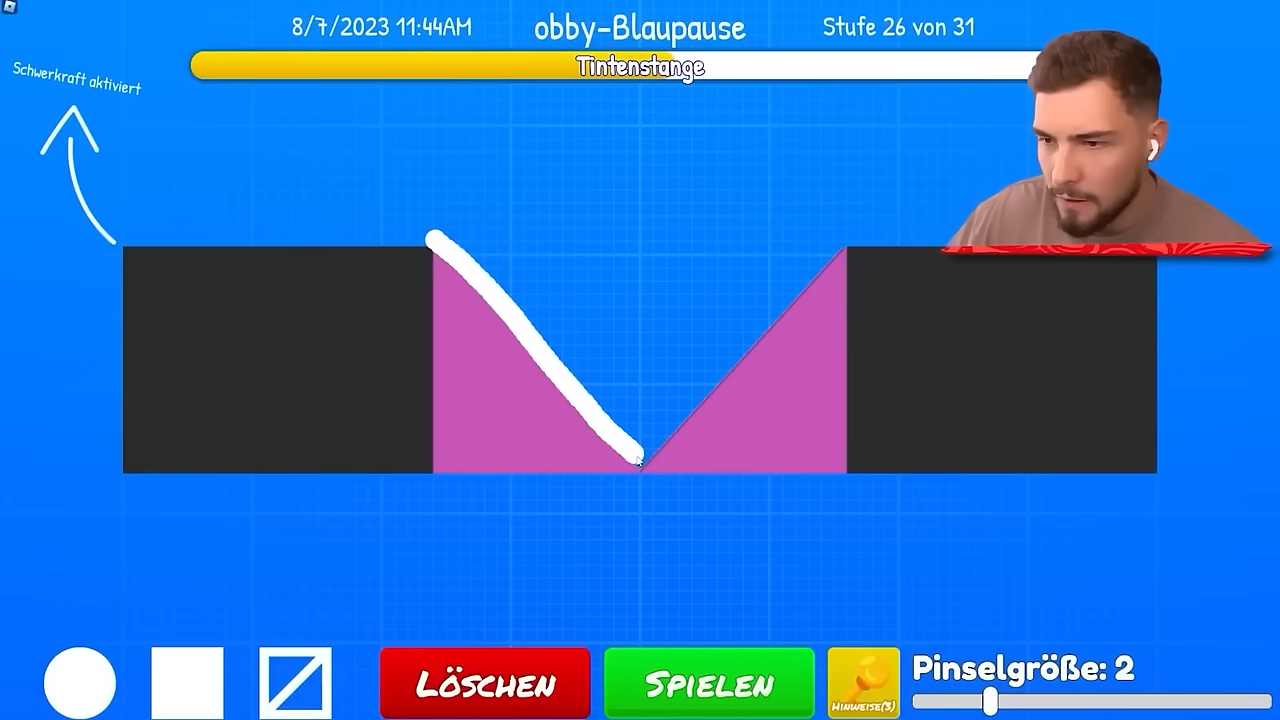 8/7/2023 11:44AM
obby-Blaupause
Stufe 26 von 31
Tintenstange
Schwerkraft aktiviert
LÖSCHEN
SPIELEN
HINWEISE(3)
Pinselgröße: 2